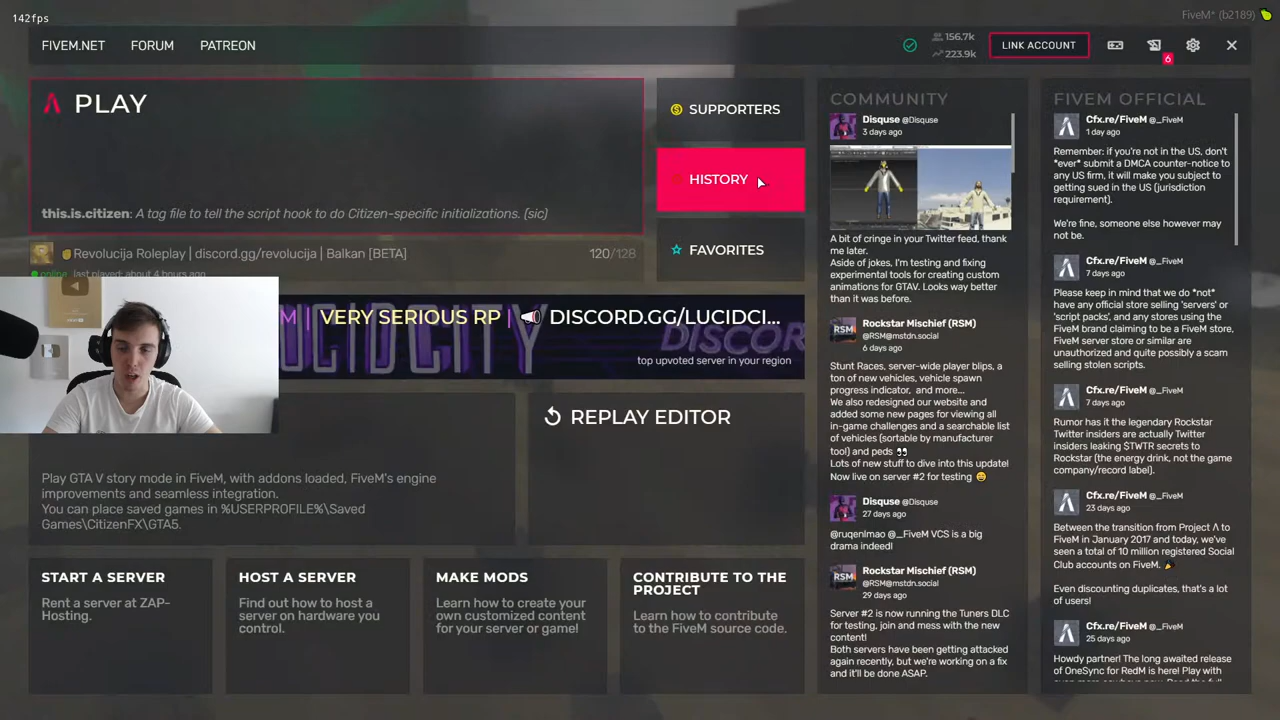 142fps
FiveM* (b2189)
FIVEM.NET
FORUM
PATREON
156.7k
223.9k
LINK ACCOUNT
6
PLAY
this.is.citizen: A tag file to tell the script hook to do Citizen-specific initializations. (sic)
SUPPORTERS
HISTORY
FAVORITES
Revolucija Roleplay | discord.gg/revolucija | Balkan [BETA]
120/128
online last played: about 4 hours ago
M | VERY SERIOUS RP | DISCORD.GG/LUCIDCI...
UCIDCITY
top upvoted server in your region
REPLAY EDITOR
Play GTA V story mode in FiveM, with addons loaded, FiveM's engine
improvements and seamless integration.
You can place saved games in %USERPROFILE%\Saved
Games\CitizenFX\GTA5.
START A SERVER
Rent a server at ZAP-
Hosting.
HOST A SERVER
Find out how to host a
server on hardware you
control.
MAKE MODS
Learn how to create your
own customized content
for your server or game!
CONTRIBUTE TO THE
PROJECT
Learn how to contribute
to the FiveM source code.
COMMUNITY
Disquse @Disquse
3 days ago
A bit of cringe in your Twitter feed, thank
me later.
Aside of jokes, I'm testing and fixing
experimental tools for creating custom
animations for GTAV. Looks way better
than it was before.
RSM
Rockstar Mischief (RSM)
@RSM@mstdn.social
6 days ago
Stunt Races, server-wide player blips, a
ton of new vehicles, vehicle spawn
progress indicator, and more...
We also redesigned our website and
added some new pages for viewing all
in-game challenges and a searchable list
of vehicles (sortable by manufacturer
too!) and peds 👀
Lots of new stuff to dive into this update!
Now live on server #2 for testing 😄
Disquse @Disquse
27 days ago
@ruqenlmao @_FiveM VCS is a big
drama indeed!
RSM
Rockstar Mischief (RSM)
@RSM@mstdn.social
29 days ago
Server #2 is now running the Tuners DLC
for testing, join and mess with the new
content!
Both servers have been getting attacked
again recently, but we're working on a fix
and it'll be done ASAP.
FIVEM OFFICIAL
Cfx.re/FiveM @_FiveM
1 day ago
Remember: if you're not in the US, don't
*ever* submit a DMCA counter-notice to
any US firm, it will make you subject to
getting sued in the US (jurisdiction
requirement).
We're fine, someone else however may
not be.
Cfx.re/FiveM @_FiveM
7 days ago
Please keep in mind that we do *not*
have any official store selling 'servers' or
'script packs', and any stores using the
FiveM brand claiming to be a FiveM
server store or similar are
unauthorized and quite possibly a scam
selling stolen scripts.
Cfx.re/FiveM @_FiveM
7 days ago
Rumor has it the legendary Rockstar
Twitter insiders are actually Twitter
insiders leaking $TWTR secrets to
Rockstar (the energy drink, not the game
company/record label).
Cfx.re/FiveM @_FiveM
23 days ago
Between the transition from Project Λ to
FiveM in January 2017 and today, we've
seen a total of 10 million registered Social
Club accounts on FiveM. 🎉
Even discounting duplicates, that's a lot
of users!
Cfx.re/FiveM @_FiveM
25 days ago
Howdy partner! The long awaited release
of OneSync for RedM is here! Play with